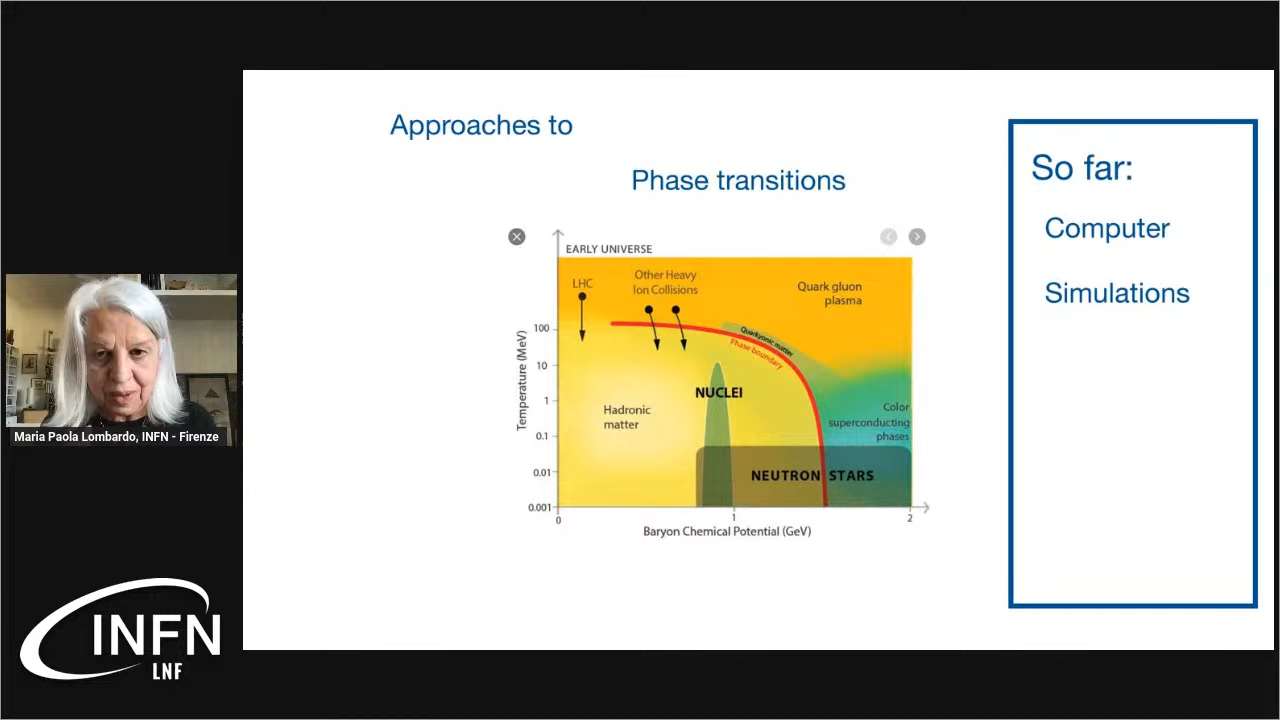 Approaches to
Phase transitions
EARLY UNIVERSE
LHC
Other Heavy
Ion Collisions
Quark gluon
plasma
Quarkyonic matter
Phase boundary
NUCLEI
Hadronic
matter
Color
superconducting
phases
NEUTRON STARS
Temperature (MeV)
100
10
1
0.1
0.01
0.001
0
1
2
Baryon Chemical Potential (GeV)
So far:
Computer
Simulations
Maria Paola Lombardo, INFN - Firenze
INFN
LNF